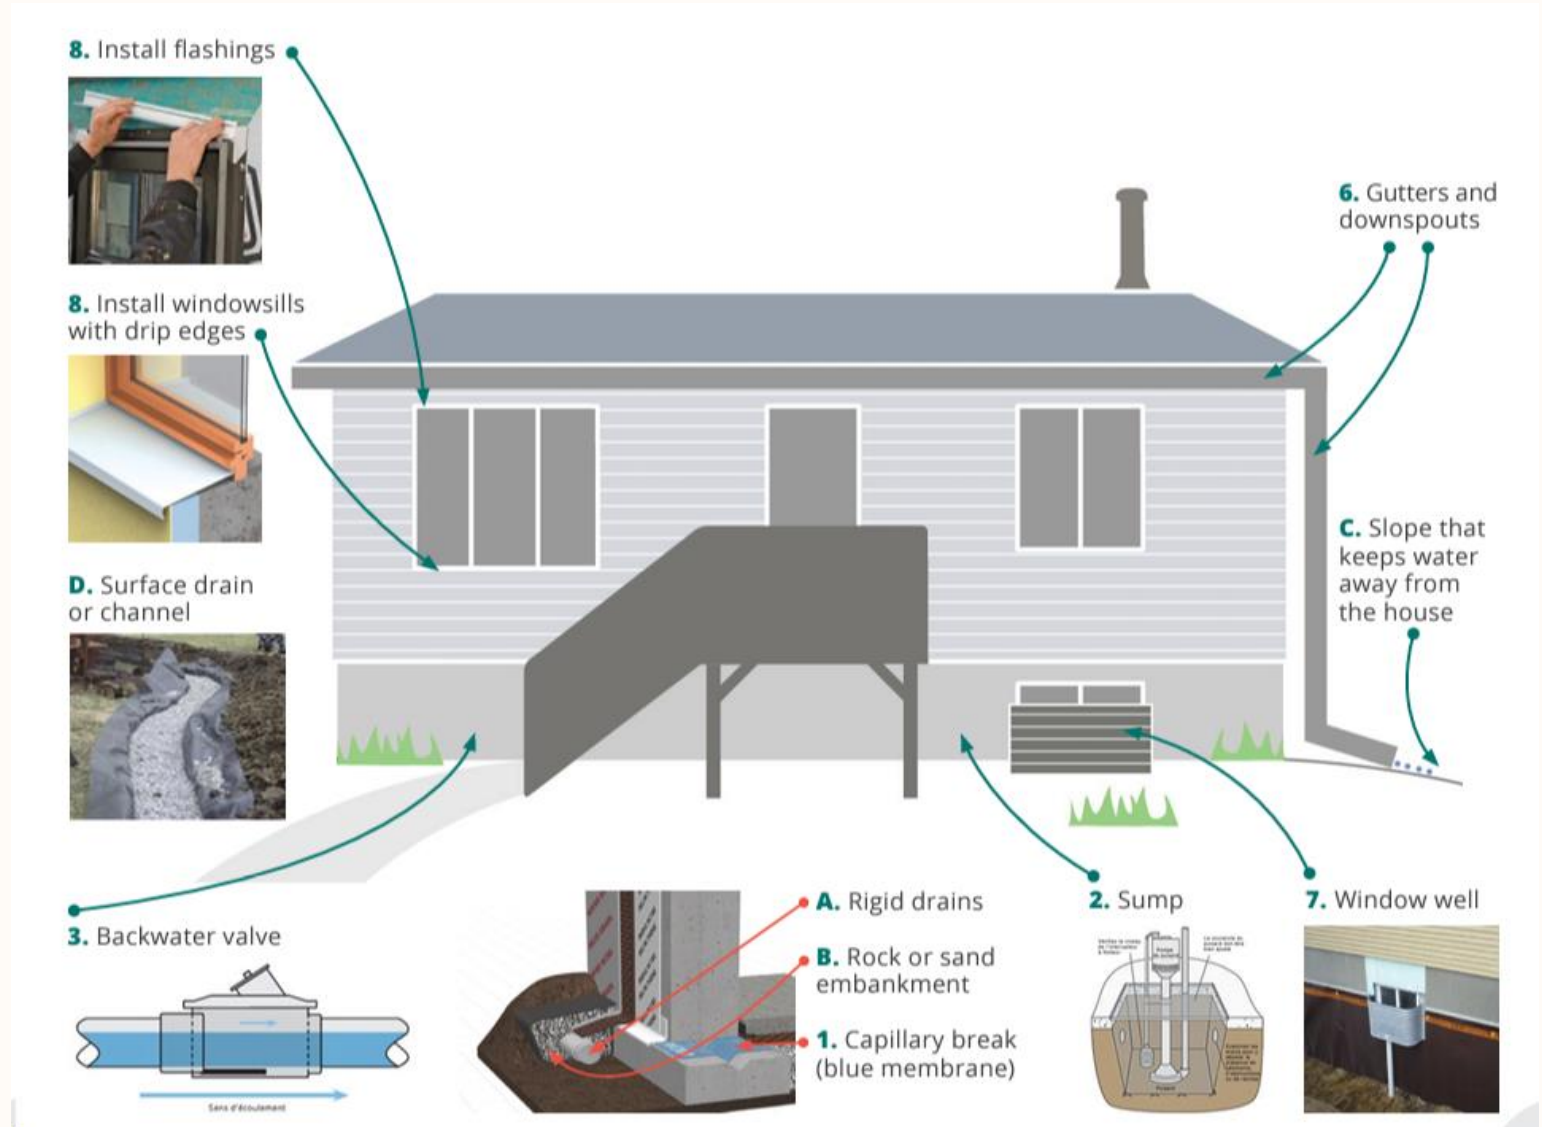 8. Install flashings
8. Install windowsills
with drip edges
D. Surface drain
or channel
3. Backwater valve
Sens d'écoulement
A. Rigid drains
B. Rock or sand
embankment
1. Capillary break
(blue membrane)
2. Sump
7. Window well
6. Gutters and
downspouts
C. Slope that
keeps water
away from
the house